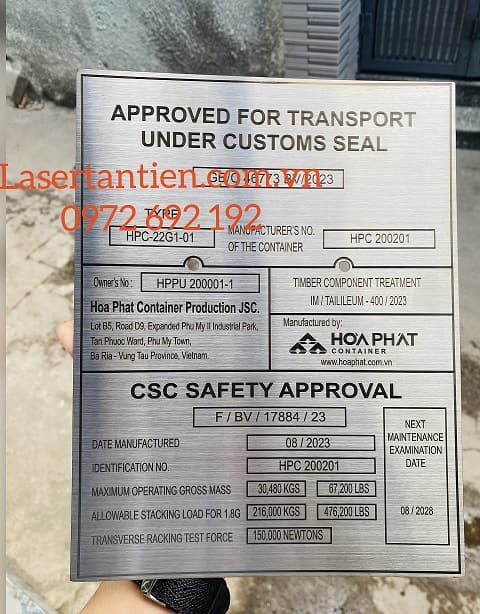 APPROVED FOR TRANSPORT
UNDER CUSTOMS SEAL
GB/C 46773 BV/2023
Lasertantien.com.vn
0972 692 192
TYPE
HPC-22G1-01
MANUFACTURER'S NO.
OF THE CONTAINER
HPC 200201
Owner's No :
HPPU 200001-1
Hoa Phat Container Production JSC.
Lot B5, Road D9, Expanded Phu My II Industrial Park,
Tan Phuoc Ward, Phu My Town,
Ba Ria - Vung Tau Province, Vietnam.
TIMBER COMPONENT TREATMENT
IM / TAILILEUM - 400 / 2023
Manufactured by:
HOA PHAT
CONTAINER
www.hoaphat.com.vn
CSC SAFETY APPROVAL
F / BV / 17884 / 23
DATE MANUFACTURED
08 / 2023
IDENTIFICATION NO.
HPC 200201
MAXIMUM OPERATING GROSS MASS
30,480 KGS
67,200 LBS
ALLOWABLE STACKING LOAD FOR 1.8G
216,000 KGS
476,200 LBS
TRANSVERSE RACKING TEST FORCE
150,000 NEWTONS
NEXT
MAINTENANCE
EXAMINATION
DATE
08 / 2028